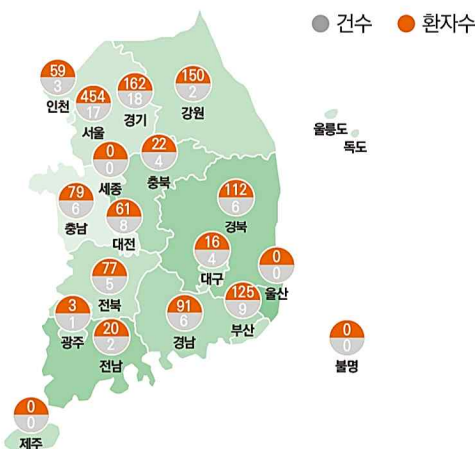 건수 환자수
59
3
인천
454
17
서울
162
18
경기
150
2
강원
울릉도
독도
0
0
세종
22
4
충북
79
6
충남
61
8
대전
112
6
경북
16
4
대구
0
0
울산
77
5
전북
3
1
광주
20
2
전남
91
6
경남
125
9
부산
0
0
불명
0
0
제주